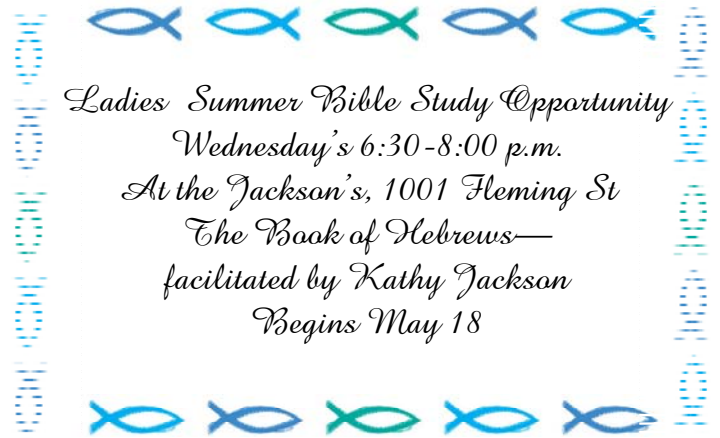 Ladies Summer Bible Study Opportunity
Wednesday's 6:30-8:00 p.m.
At the Jackson's, 1001 Fleming St
The Book of Hebrews—
facilitated by Kathy Jackson
Begins May 18